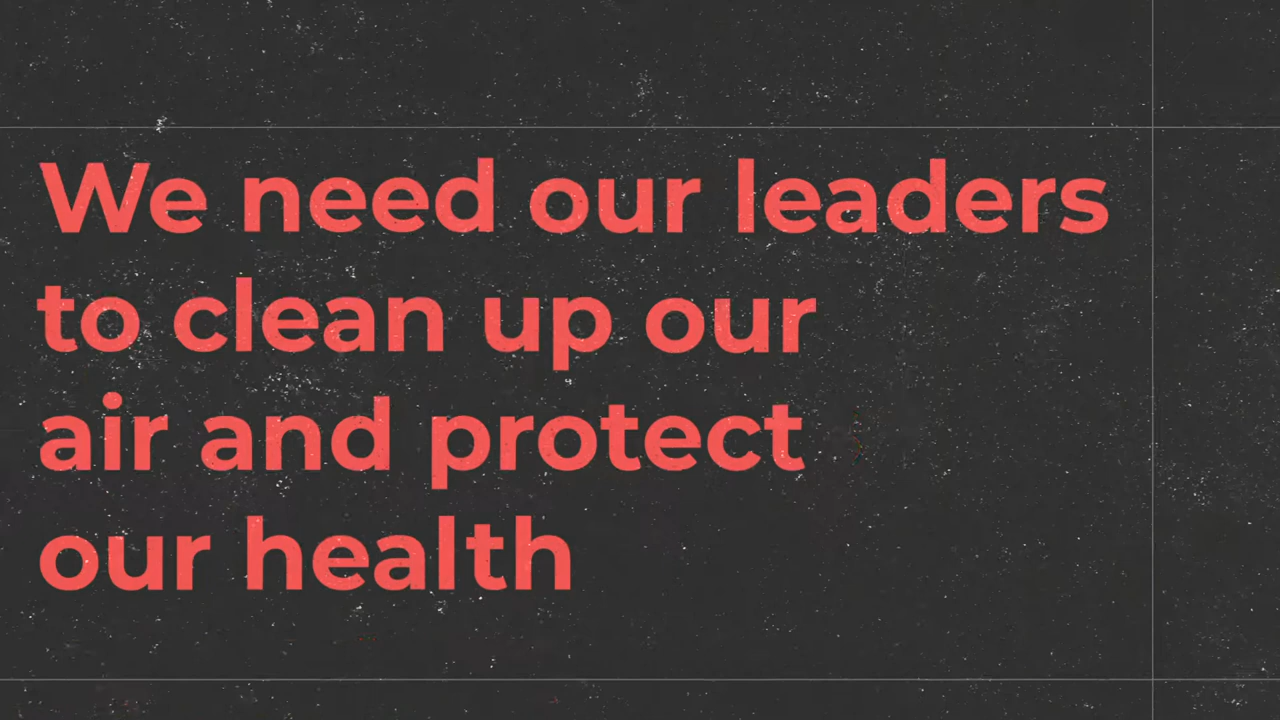 We need our leaders
to clean up our
air and protect
our health